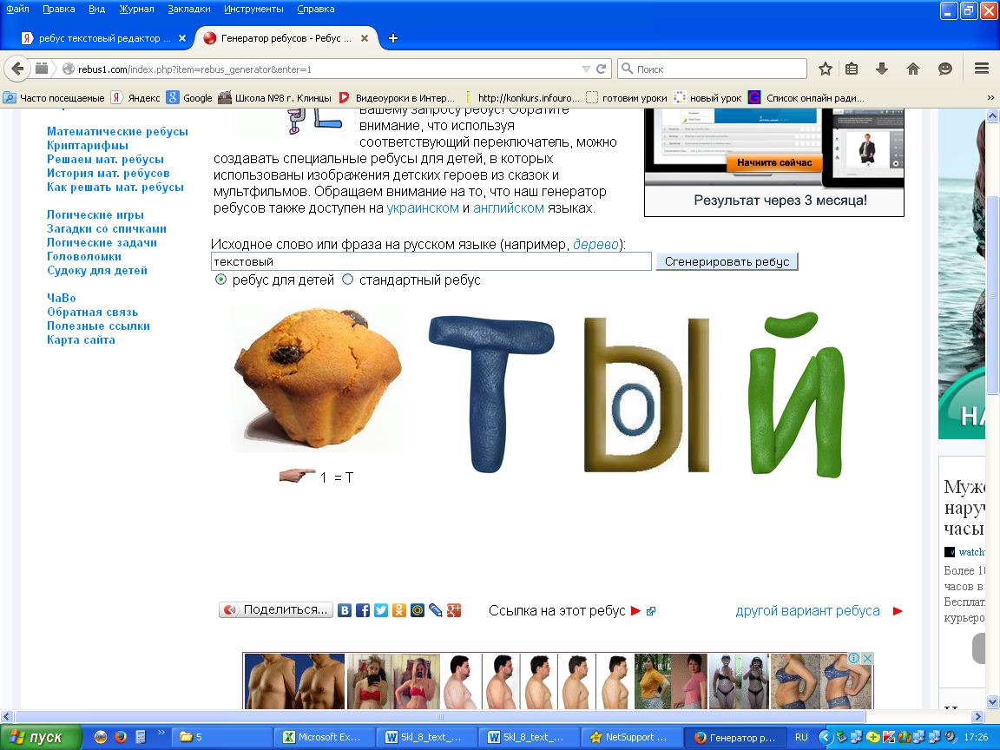 Файл Правка Вид Журнал Закладки Инструменты Справка
Я ребус текстовый редактор ... Генератор ребусов - Ребус ...
rebus1.com/index.php?item=rebus_generator&enter=1 Поиск
Часто посещаемые Яндекс Google Школа №8 г. Клинцы Видеоуроки в Интер... http://konkurs.infouro... готовим уроки новый урок Список онлайн ради...
Математические ребусы
Криптарифмы
Решаем мат. ребусы
История мат. ребусов
Как решать мат. ребусы
Логические игры
Загадки со спичками
Логические задачи
Головоломки
Судоку для детей
ЧаВо
Обратная связь
Полезные ссылки
Карта сайта
вашему запросу ребус! Обратите
внимание, что используя
соответствующий переключатель, можно
создавать специальные ребусы для детей, в которых
использованы изображения детских героев из сказок и
мультфильмов. Обращаем внимание на то, что наш генератор
ребусов также доступен на украинском и английском языках.
Начните сейчас
Результат через 3 месяца!
Исходное слово или фраза на русском языке (например, дерево):
текстовый Сгенерировать ребус
ребус для детей стандартный ребус
Т Ы о Й
1 = Т
Поделиться... Ссылка на этот ребус другой вариант ребуса
НА
Муже
наруч
часы
watch
Более 1
часов в
Бесплат
курьеро
пуск 5 Microsoft Ex... 5kl_8_text_... 5kl_8_text_... NetSupport ... Генератор р... RU 17:26